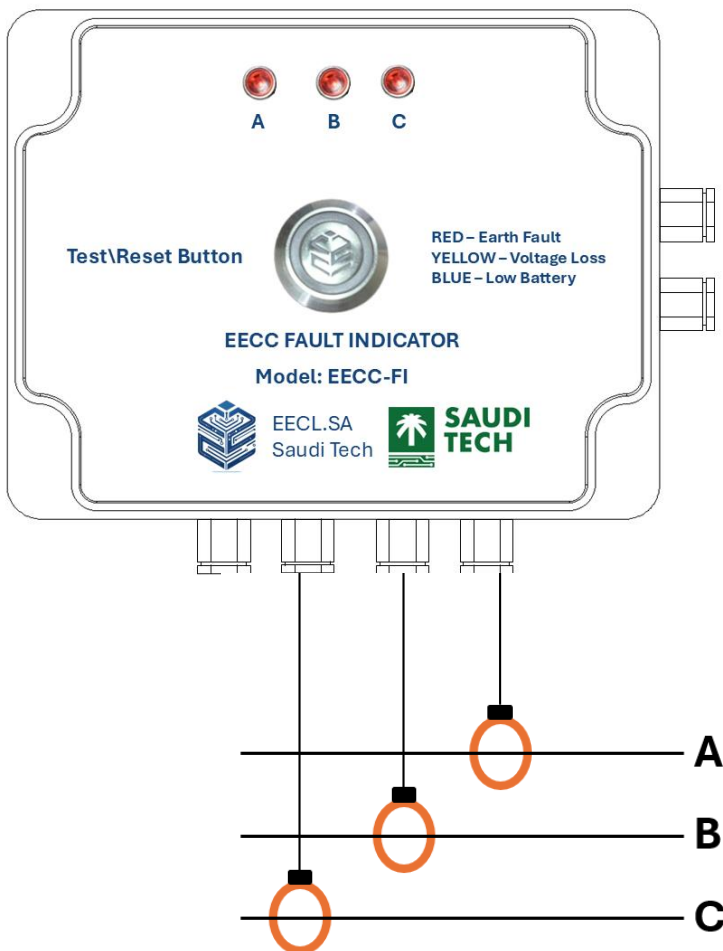 A B C
Test\Reset Button
RED – Earth Fault
YELLOW – Voltage Loss
BLUE – Low Battery
EECC FAULT INDICATOR
Model: EECC-FI
EECL.SA
Saudi Tech
SAUDI
TECH
A
B
C